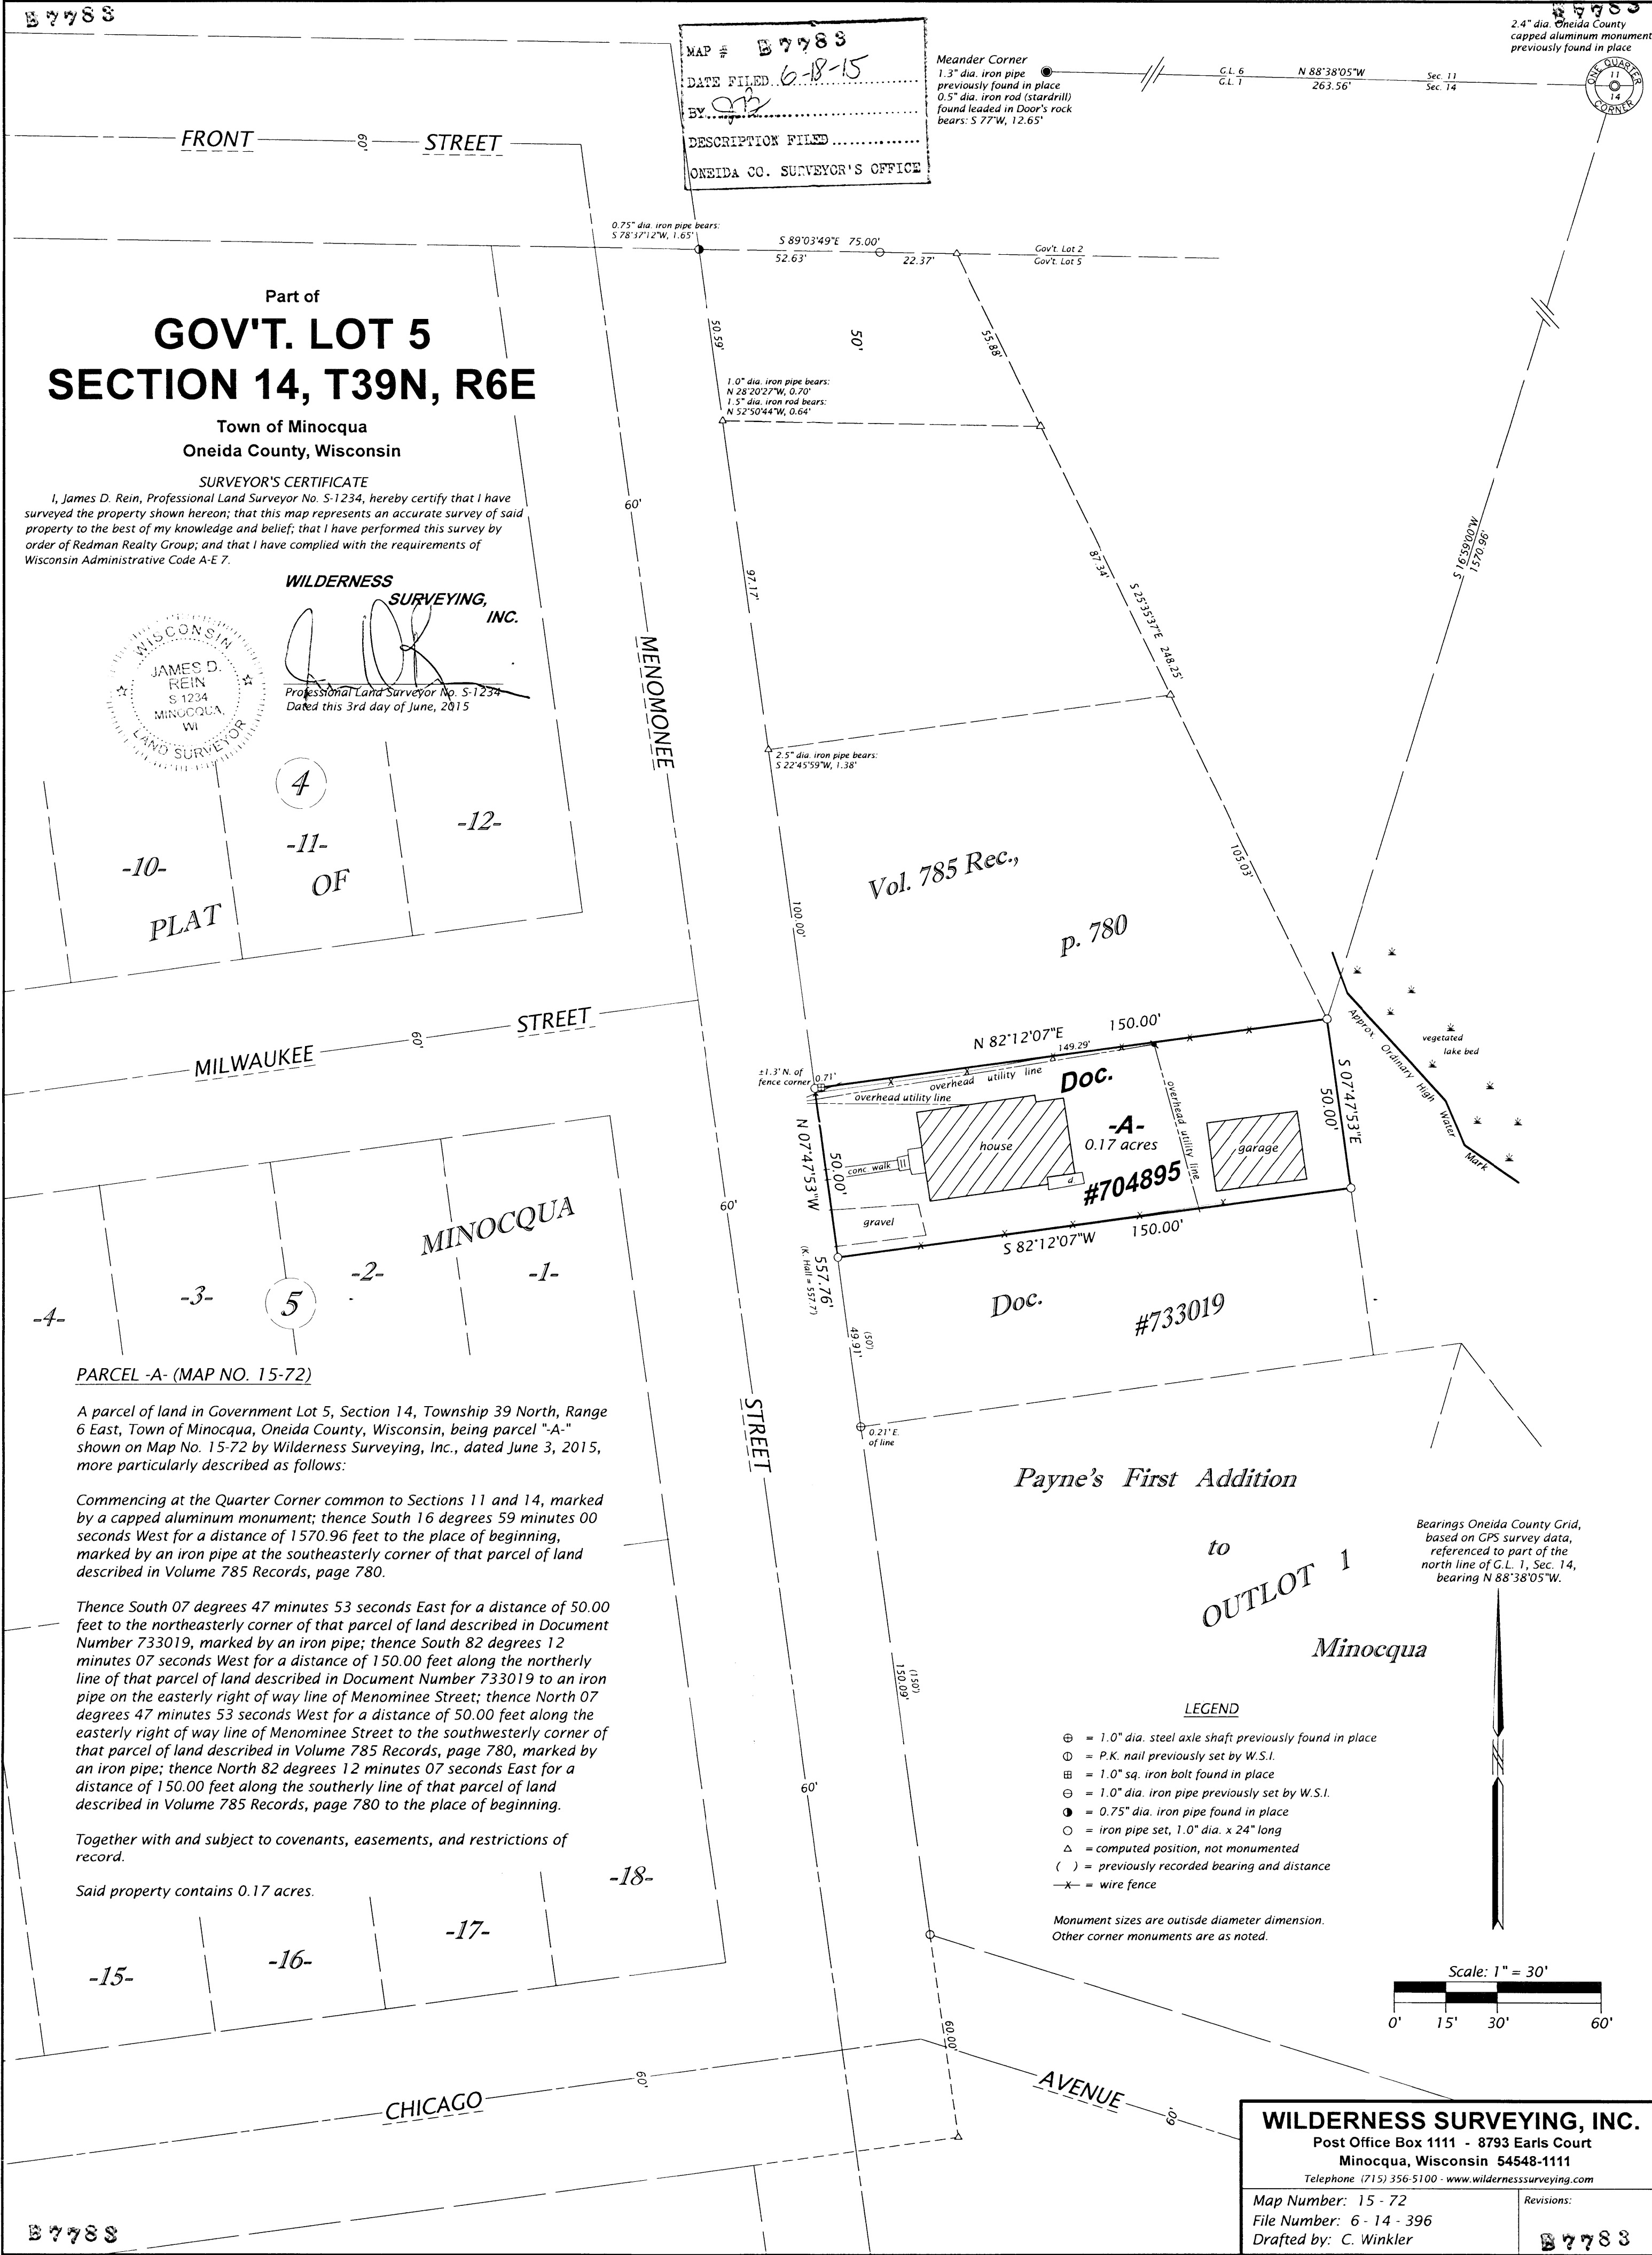 B7783
B7783
MAP # B7783
DATE FILED 6-18-15
BY
DESCRIPTION FILED
ONEIDA CO. SURVEYOR'S OFFICE
Meander Corner
1.3" dia. iron pipe
previously found in place
0.5" dia. iron rod (stardrill)
found leaded in Door's rock
bears: S 77°W, 12.65'
G.L. 6
G.L. 1
N 88°38'05"W
263.56'
Sec. 11
Sec. 14
2.4" dia. Oneida County
capped aluminum monument
previously found in place
ONE QUARTER
11
14
CORNER
FRONT
60'
STREET
0.75" dia. iron pipe bears:
S 78°37'12"W, 1.65'
S 89°03'49"E 75.00'
52.63'
22.37'
Gov't. Lot 2
Gov't. Lot 5
Part of
GOV'T. LOT 5
SECTION 14, T39N, R6E
Town of Minocqua
Oneida County, Wisconsin
SURVEYOR'S CERTIFICATE
I, James D. Rein, Professional Land Surveyor No. S-1234, hereby certify that I have
surveyed the property shown hereon; that this map represents an accurate survey of said
property to the best of my knowledge and belief; that I have performed this survey by
order of Redman Realty Group; and that I have complied with the requirements of
Wisconsin Administrative Code A-E 7.
WILDERNESS
SURVEYING,
INC.
Professional Land Surveyor No. S-1234
Dated this 3rd day of June, 2015
WISCONSIN
JAMES D.
REIN
S-1234
MINOCQUA,
WI
LAND SURVEYOR
50.59'
50'
55.88'
1.0" dia. iron pipe bears:
N 28°20'27"W, 0.70'
1.5" dia. iron rod bears:
N 52°50'44"W, 0.64'
60'
97.17'
87.34'
S 25°35'37"E 248.25'
S 16°59'00"W
1570.96'
MENOMONEE
2.5" dia. iron pipe bears:
S 22°45'59"W, 1.38'
4
-10-
-11-
-12-
PLAT
OF
Vol. 785 Rec.,
p. 780
100.00'
105.03'
MILWAUKEE
60'
STREET
N 82°12'07"E 150.00'
149.29'
±1.3' N. of
fence corner
0.71'
overhead utility line
overhead utility line
Doc.
-A-
0.17 acres
#704895
overhead utility line
house
garage
d
conc. walk
gravel
N 07°47'53"W
50.00'
S 07°47'53"E
50.00'
S 82°12'07"W 150.00'
Approx. Ordinary High Water Mark
vegetated
lake bed
60'
557.76'
(K. Hall = 557.7')
Doc.
#733019
(50')
49.91'
0.21' E.
of line
MINOCQUA
-4-
-3-
5
-2-
-1-
STREET
PARCEL -A- (MAP NO. 15-72)
A parcel of land in Government Lot 5, Section 14, Township 39 North, Range
6 East, Town of Minocqua, Oneida County, Wisconsin, being parcel "-A-"
shown on Map No. 15-72 by Wilderness Surveying, Inc., dated June 3, 2015,
more particularly described as follows:
Commencing at the Quarter Corner common to Sections 11 and 14, marked
by a capped aluminum monument; thence South 16 degrees 59 minutes 00
seconds West for a distance of 1570.96 feet to the place of beginning,
marked by an iron pipe at the southeasterly corner of that parcel of land
described in Volume 785 Records, page 780.
Thence South 07 degrees 47 minutes 53 seconds East for a distance of 50.00
feet to the northeasterly corner of that parcel of land described in Document
Number 733019, marked by an iron pipe; thence South 82 degrees 12
minutes 07 seconds West for a distance of 150.00 feet along the northerly
line of that parcel of land described in Document Number 733019 to an iron
pipe on the easterly right of way line of Menominee Street; thence North 07
degrees 47 minutes 53 seconds West for a distance of 50.00 feet along the
easterly right of way line of Menominee Street to the southwesterly corner of
that parcel of land described in Volume 785 Records, page 780, marked by
an iron pipe; thence North 82 degrees 12 minutes 07 seconds East for a
distance of 150.00 feet along the southerly line of that parcel of land
described in Volume 785 Records, page 780 to the place of beginning.
Together with and subject to covenants, easements, and restrictions of
record.
Said property contains 0.17 acres.
Payne's First Addition
to
OUTLOT 1
Minocqua
Bearings Oneida County Grid,
based on GPS survey data,
referenced to part of the
north line of G.L. 1, Sec. 14,
bearing N 88°38'05"W.
(150')
150.09'
60'
LEGEND
⊕ = 1.0" dia. steel axle shaft previously found in place
⦶ = P.K. nail previously set by W.S.I.
⊞ = 1.0" sq. iron bolt found in place
⊖ = 1.0" dia. iron pipe previously set by W.S.I.
◑ = 0.75" dia. iron pipe found in place
○ = iron pipe set, 1.0" dia. x 24" long
△ = computed position, not monumented
( ) = previously recorded bearing and distance
—x— = wire fence
Monument sizes are outisde diameter dimension.
Other corner monuments are as noted.
-15-
-16-
-17-
-18-
Scale: 1" = 30'
0' 15' 30' 60'
60.00'
CHICAGO
60'
AVENUE
60'
WILDERNESS SURVEYING, INC.
Post Office Box 1111 - 8793 Earls Court
Minocqua, Wisconsin 54548-1111
Telephone (715) 356-5100 - www.wildernesssurveying.com
Map Number: 15 - 72
File Number: 6 - 14 - 396
Drafted by: C. Winkler
Revisions:
B7783
B7783